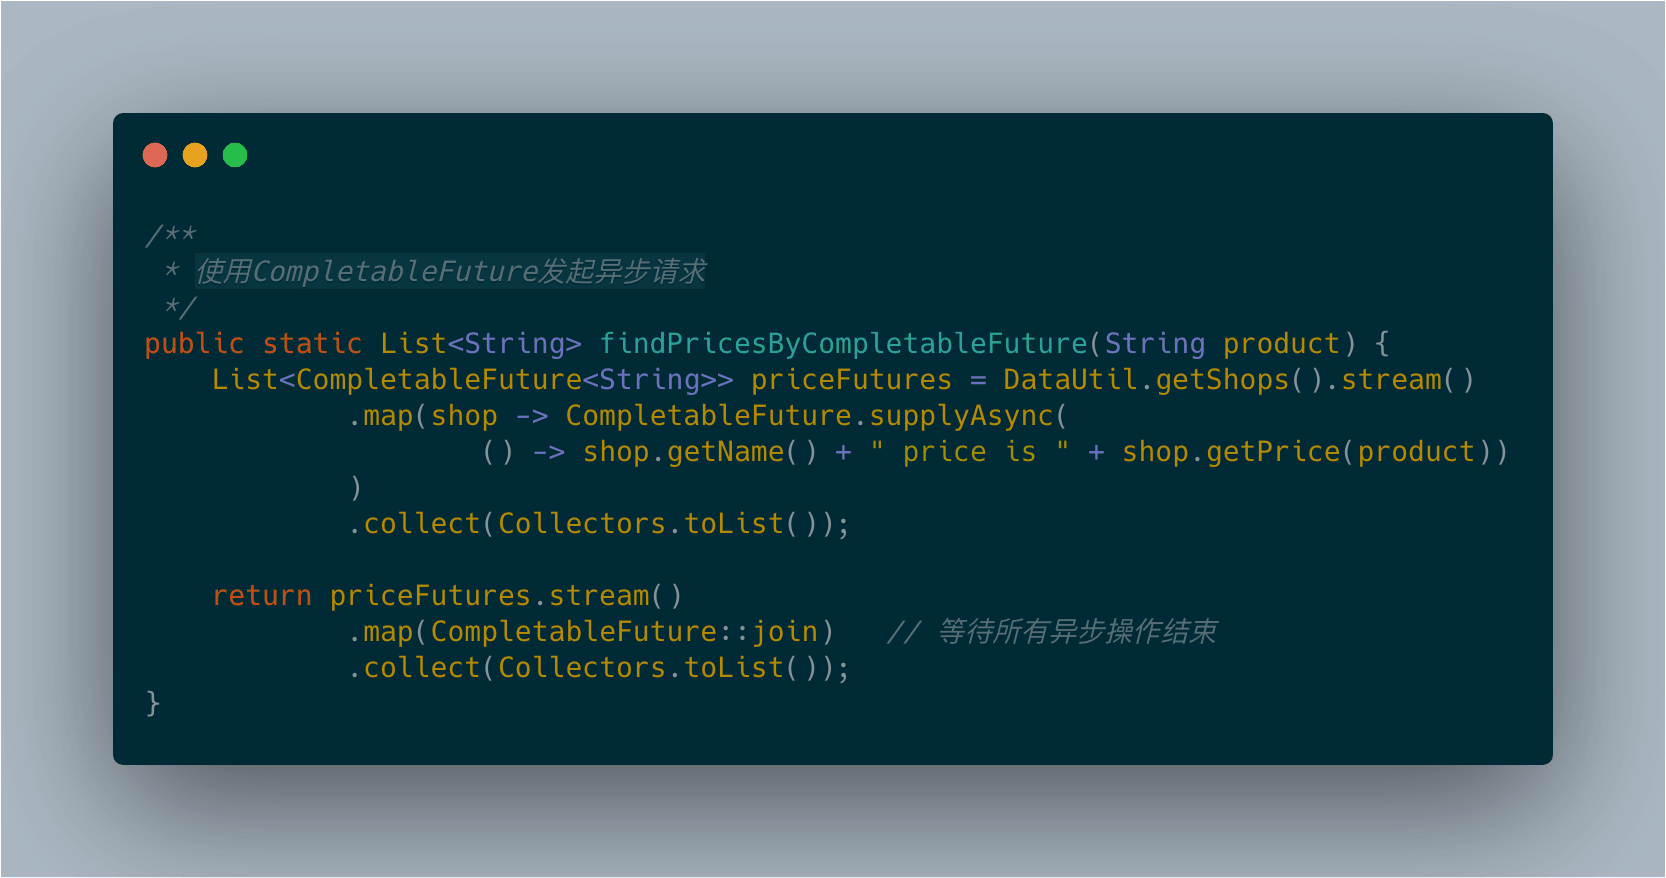 /**
 * 使用CompletableFuture发起异步请求
 */
public static List<String> findPricesByCompletableFuture(String product) {
    List<CompletableFuture<String>> priceFutures = DataUtil.getShops().stream()
            .map(shop -> CompletableFuture.supplyAsync(
                    () -> shop.getName() + " price is " + shop.getPrice(product))
            )
            .collect(Collectors.toList());

    return priceFutures.stream()
            .map(CompletableFuture::join)   // 等待所有异步操作结束
            .collect(Collectors.toList());
}